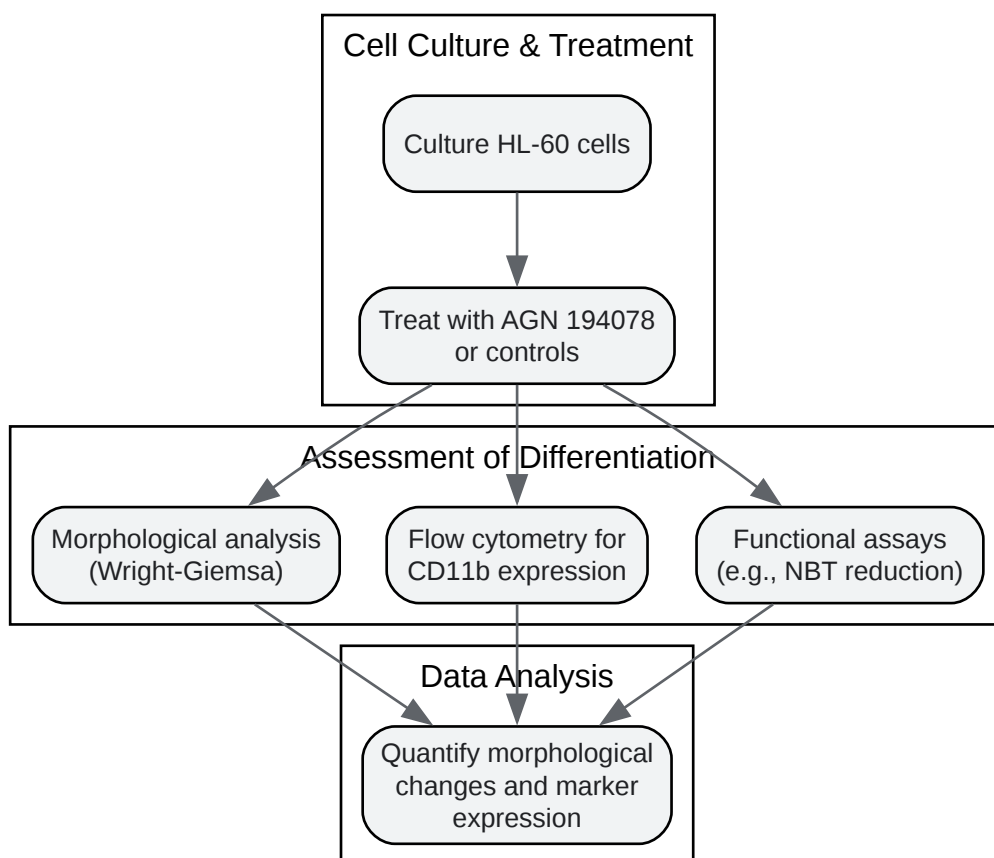 Cell Culture & Treatment
Culture HL-60 cells
Treat with AGN 194078
or controls
Assessment of Differentiation
Morphological analysis
(Wright-Giemsa)
Flow cytometry for
CD11b expression
Functional assays
(e.g., NBT reduction)
Data Analysis
Quantify morphological
changes and marker
expression